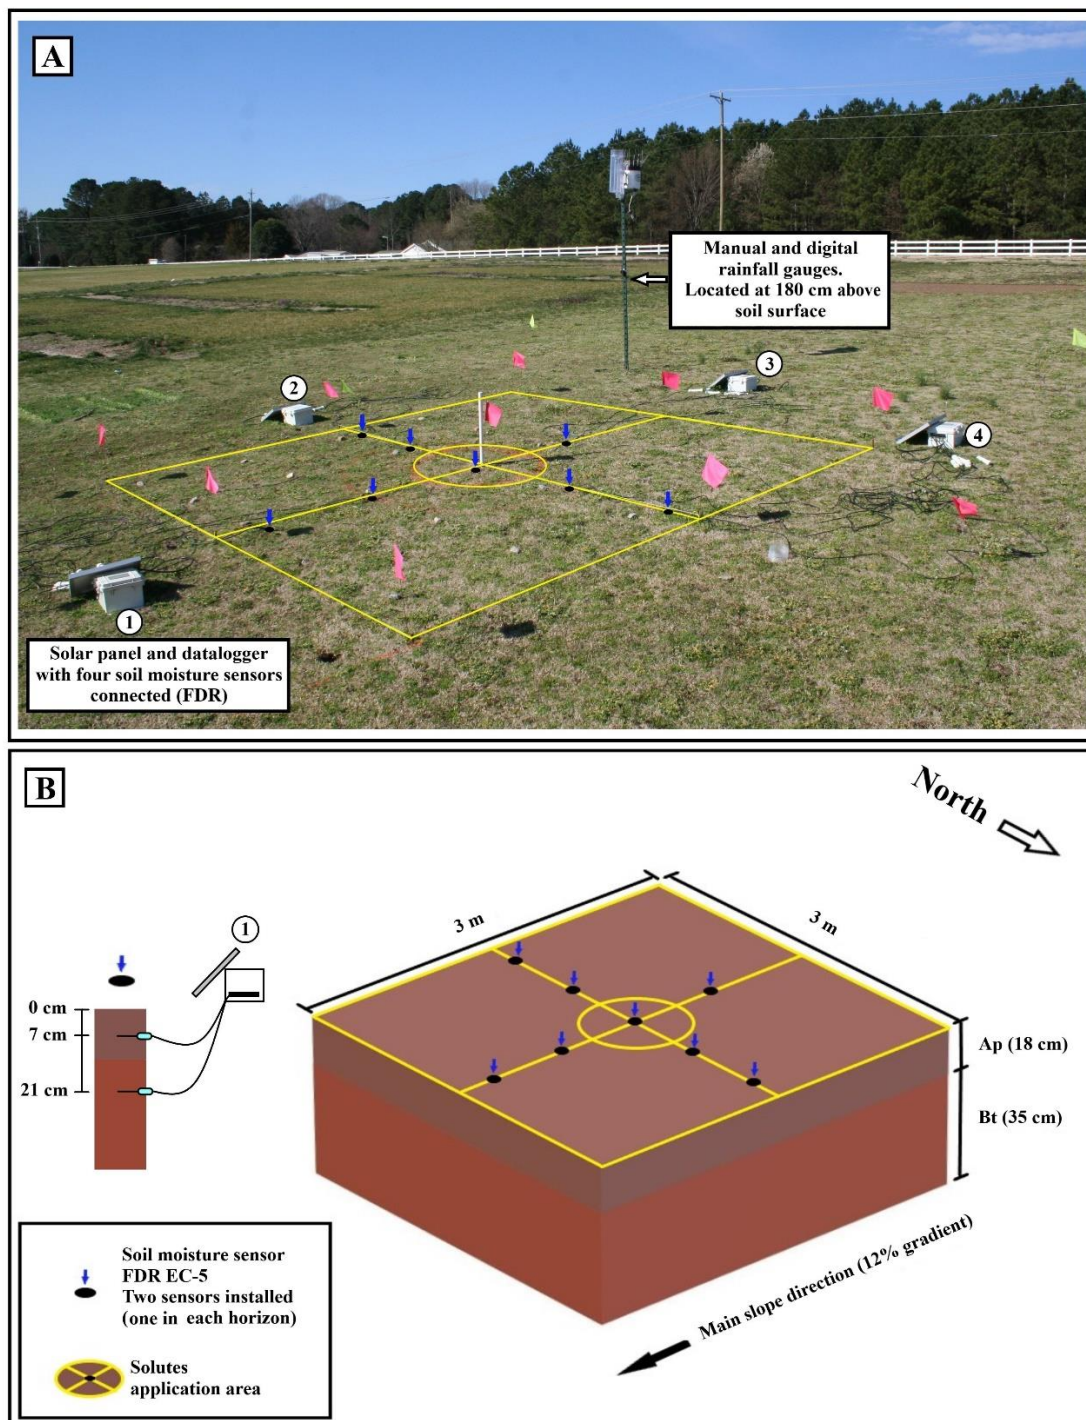 A
Manual and digital
rainfall gauges.
Located at 180 cm above
soil surface
3
2
4
1
Solar panel and datalogger
with four soil moisture sensors
connected (FDR)
B
North
3 m
3 m
1
0 cm
7 cm
21 cm
Ap (18 cm)
Bt (35 cm)
Main slope direction (12% gradient)
Soil moisture sensor
FDR EC-5
Two sensors installed
(one in each horizon)
Solutes
application area